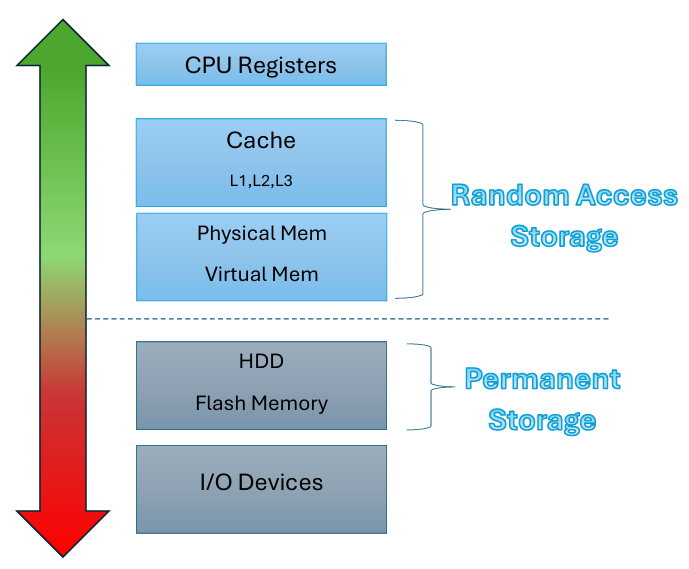 CPU Registers
Cache
L1,L2,L3
Physical Mem
Virtual Mem
Random Access
Storage
HDD
Flash Memory
Permanent
Storage
I/O Devices